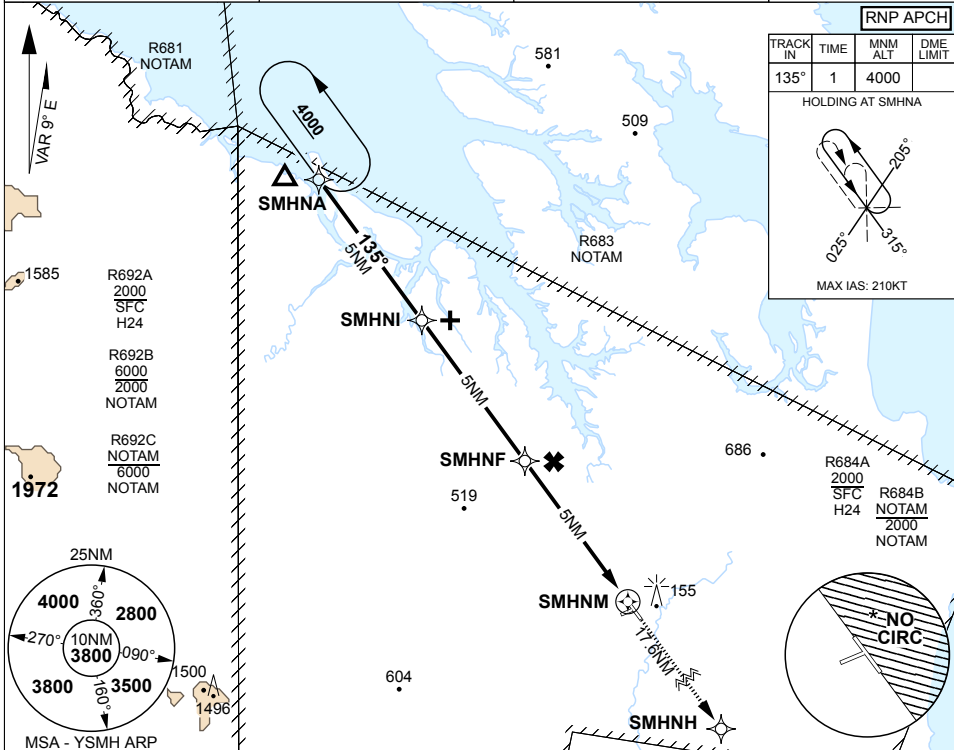 RNP APCH
TRACK IN TIME MNM ALT DME LIMIT
135° 1 4000
HOLDING AT SMHNA
205°
025°
315°
MAX IAS: 210KT
R681
NOTAM
VAR 9° E
581
509
4000
SMHNA
135°
5NM
R683
NOTAM
1585
R692A
2000
SFC
H24
SMHNI
R692B
6000
2000
NOTAM
5NM
R692C
NOTAM
6000
NOTAM
1972
SMHNF
519
686
R684A
2000
SFC
H24
R684B
NOTAM
2000
NOTAM
5NM
25NM
4000
360°
2800
270°
10NM
3800
090°
3800
160°
3500
MSA - YSMH ARP
1500
1496
SMHNM
155
17.6NM
604
SMHNH
* NO
CIRC